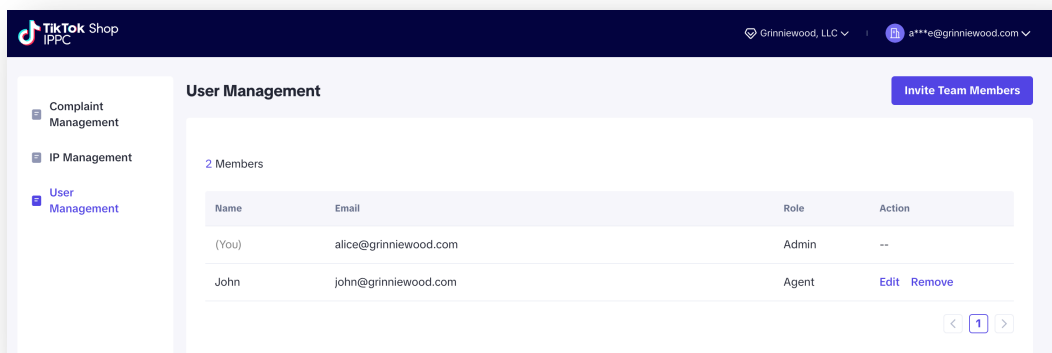 TikTok Shop
IPPC
Grinniewood, LLC
a***e@grinniewood.com
Complaint
Management
IP Management
User
Management
User Management
Invite Team Members
2 Members
Name Email Role Action
(You) alice@grinniewood.com Admin --
John john@grinniewood.com Agent Edit Remove
< 1 >